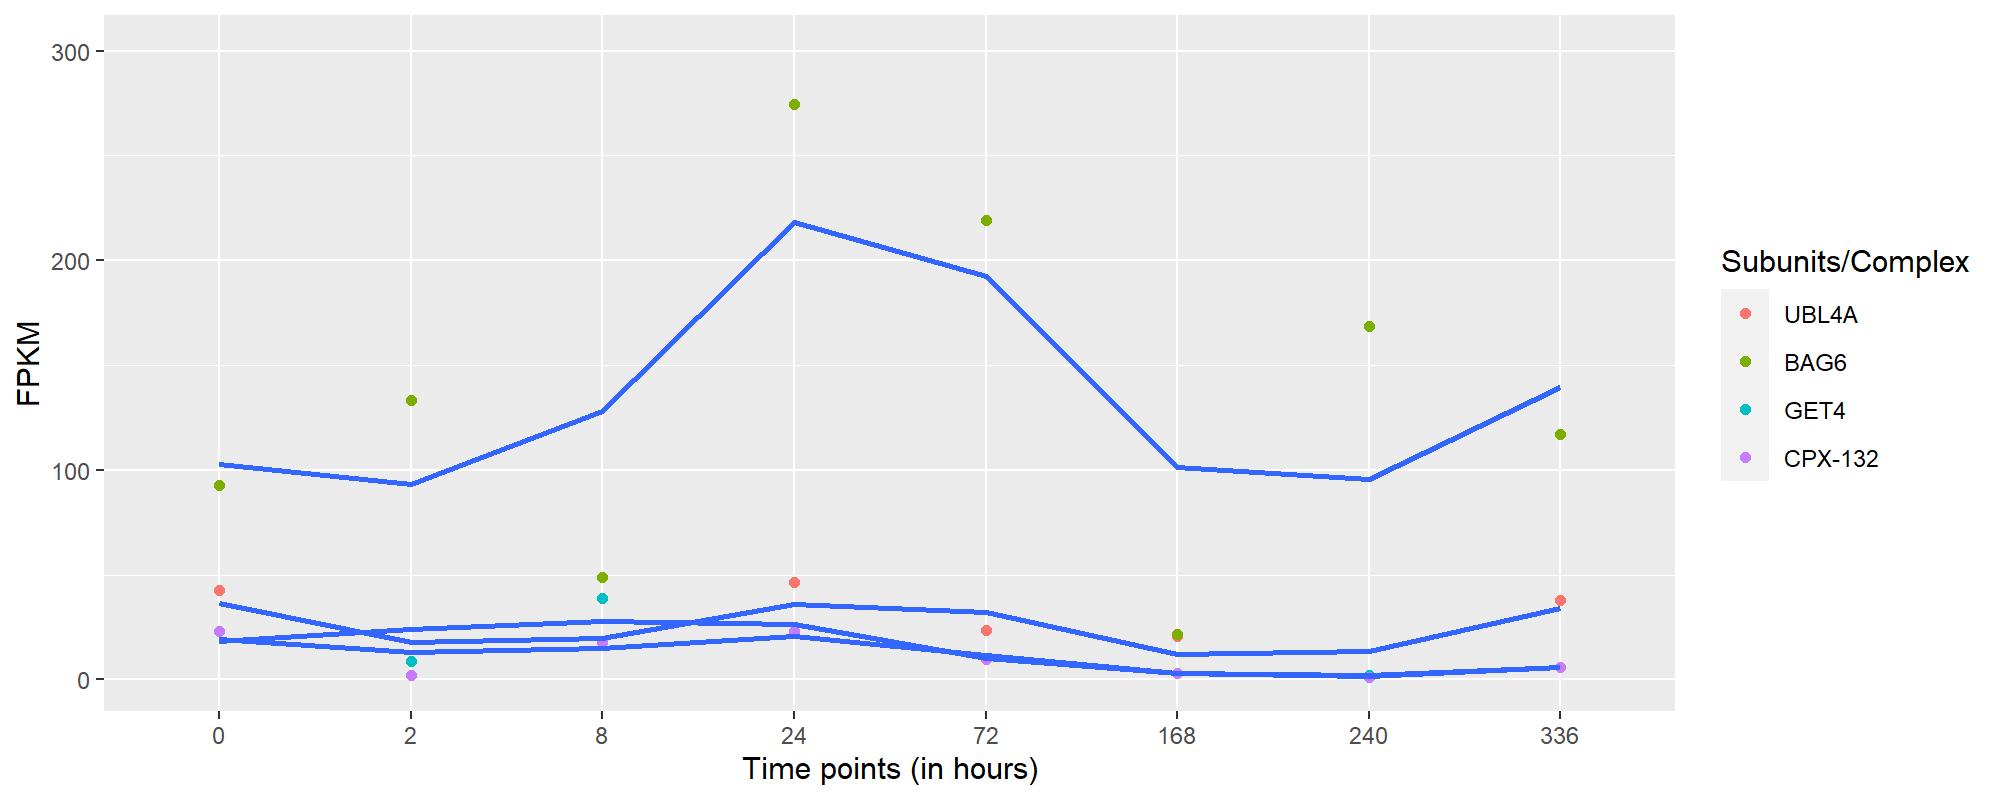 300
200
100
0
FPKM
0 2 8 24 72 168 240 336
Time points (in hours)
Subunits/Complex
UBL4A
BAG6
GET4
CPX-132